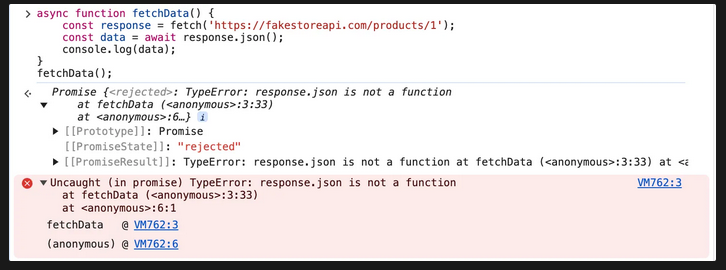 async function fetchData() {
const response = fetch('https://fakestoreapi.com/products/1');
const data = await response.json();
console.log(data);
}
fetchData();
Promise {<rejected>: TypeError: response.json is not a function
at fetchData (<anonymous>:3:33)
at <anonymous>:6…} i
[[Prototype]]: Promise
[[PromiseState]]: "rejected"
[[PromiseResult]]: TypeError: response.json is not a function at fetchData (<anonymous>:3:33) at <a
Uncaught (in promise) TypeError: response.json is not a function VM762:3
at fetchData (<anonymous>:3:33)
at <anonymous>:6:1
fetchData @ VM762:3
(anonymous) @ VM762:6